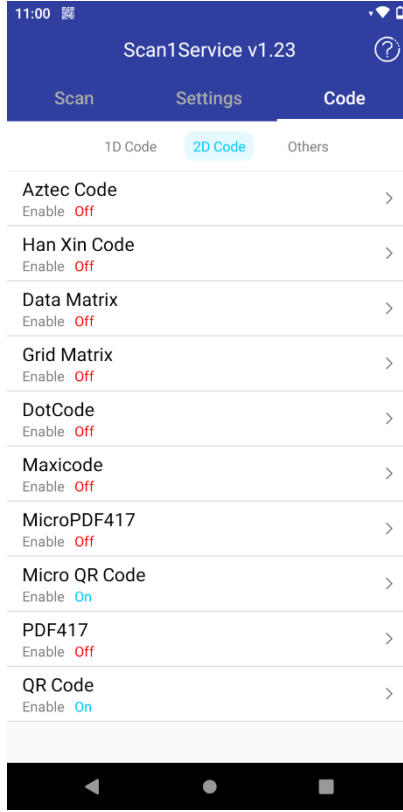 11:00
Scan1Service v1.23
?
Scan Settings Code
1D Code 2D Code Others
Aztec Code
Enable Off
Han Xin Code
Enable Off
Data Matrix
Enable Off
Grid Matrix
Enable Off
DotCode
Enable Off
Maxicode
Enable Off
MicroPDF417
Enable Off
Micro QR Code
Enable On
PDF417
Enable Off
QR Code
Enable On